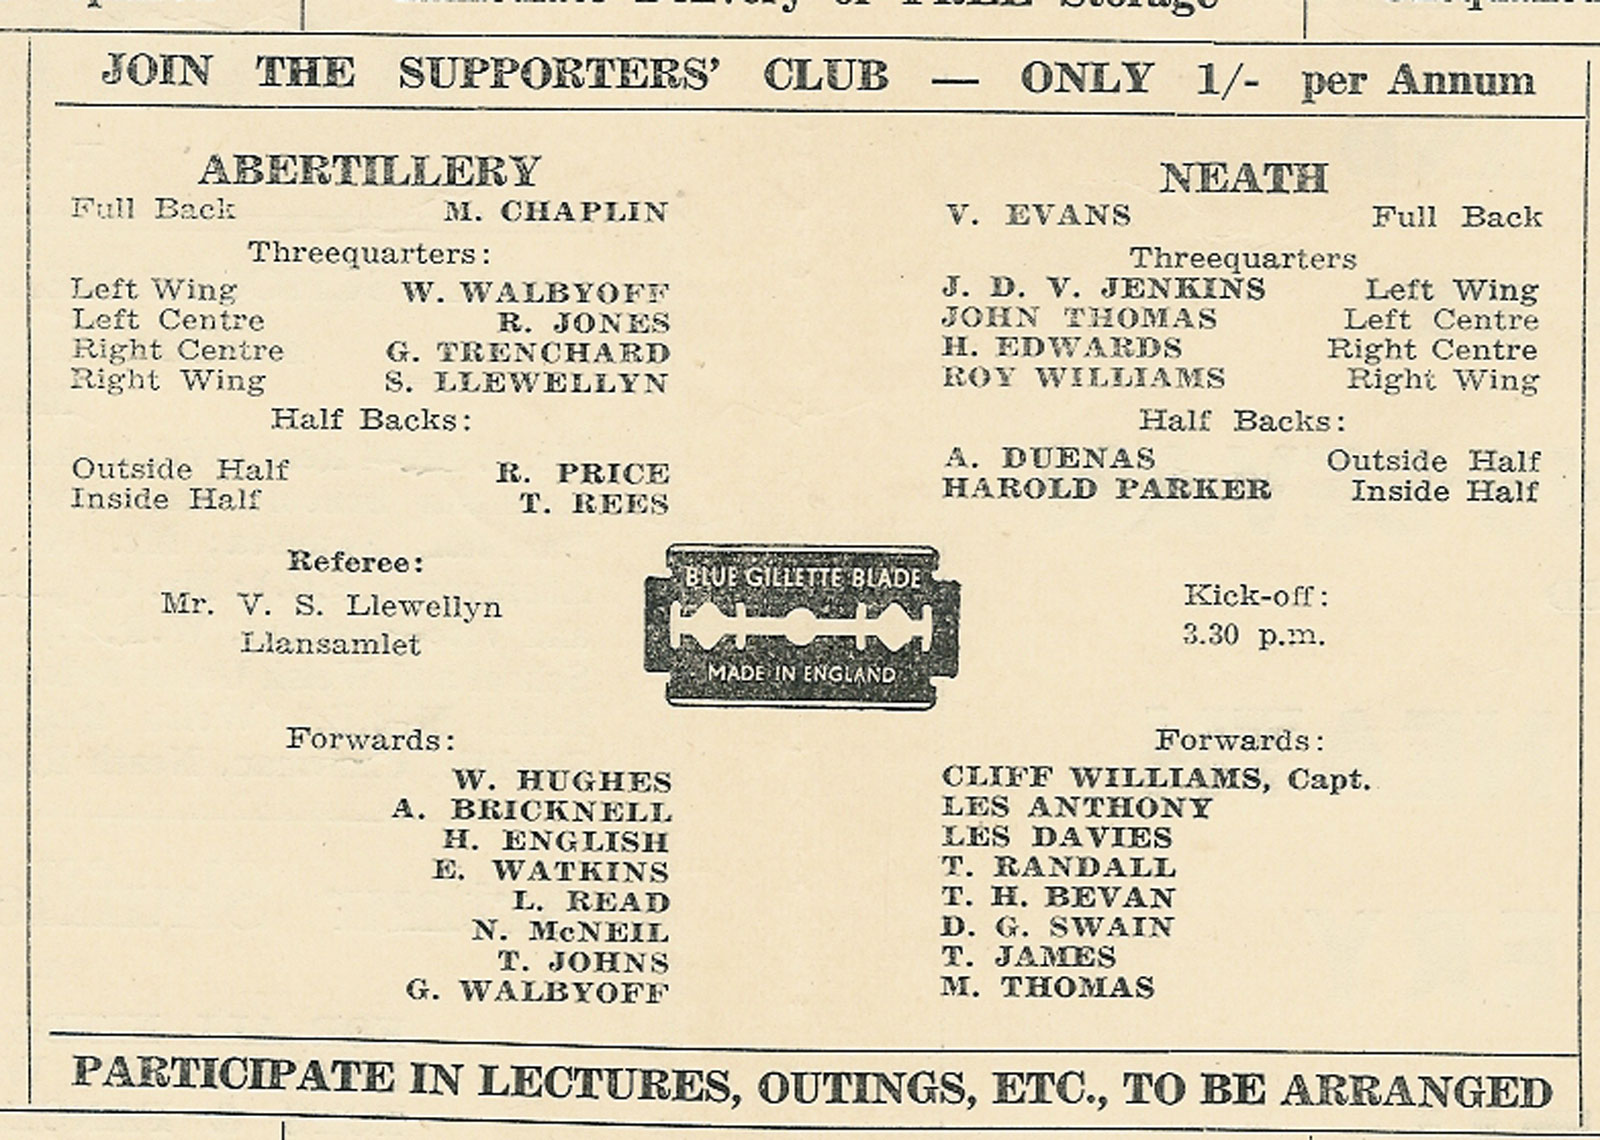 Delivery or FREE Storage
JOIN THE SUPPORTERS' CLUB — ONLY 1/- per Annum
ABERTILLERY
Full Back M. CHAPLIN
Threequarters:
Left Wing W. WALBYOFF
Left Centre R. JONES
Right Centre G. TRENCHARD
Right Wing S. LLEWELLYN
Half Backs:
Outside Half R. PRICE
Inside Half T. REES
Referee:
Mr. V. S. Llewellyn
Llansamlet
Forwards:
W. HUGHES
A. BRICKNELL
H. ENGLISH
E. WATKINS
L. READ
N. McNEIL
T. JOHNS
G. WALBYOFF
BLUE GILLETTE BLADE
MADE IN ENGLAND
NEATH
V. EVANS Full Back
Threequarters
J. D. V. JENKINS Left Wing
JOHN THOMAS Left Centre
H. EDWARDS Right Centre
ROY WILLIAMS Right Wing
Half Backs:
A. DUENAS Outside Half
HAROLD PARKER Inside Half
Kick-off:
3.30 p.m.
Forwards:
CLIFF WILLIAMS, Capt.
LES ANTHONY
LES DAVIES
T. RANDALL
T. H. BEVAN
D. G. SWAIN
T. JAMES
M. THOMAS
PARTICIPATE IN LECTURES, OUTINGS, ETC., TO BE ARRANGED